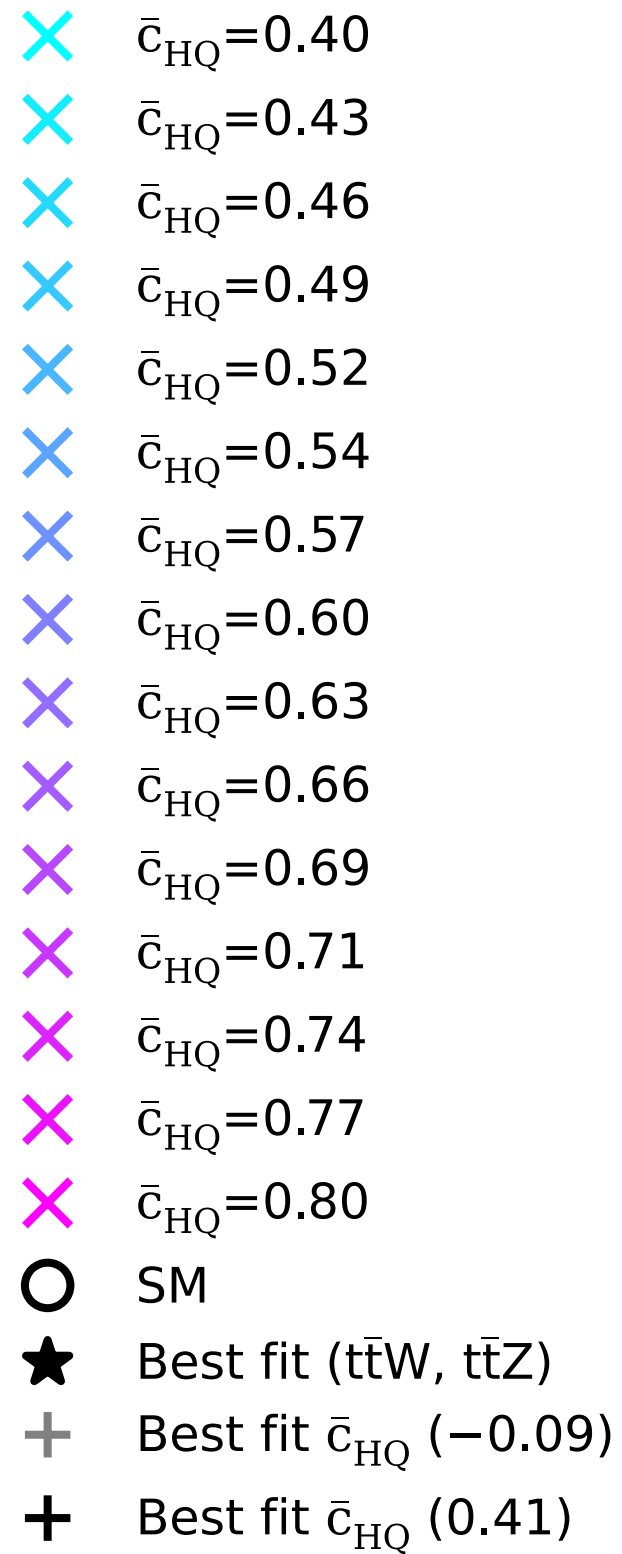 c̄HQ=0.40
c̄HQ=0.43
c̄HQ=0.46
c̄HQ=0.49
c̄HQ=0.52
c̄HQ=0.54
c̄HQ=0.57
c̄HQ=0.60
c̄HQ=0.63
c̄HQ=0.66
c̄HQ=0.69
c̄HQ=0.71
c̄HQ=0.74
c̄HQ=0.77
c̄HQ=0.80
SM
Best fit (tt̄W, tt̄Z)
Best fit c̄HQ (−0.09)
Best fit c̄HQ (0.41)